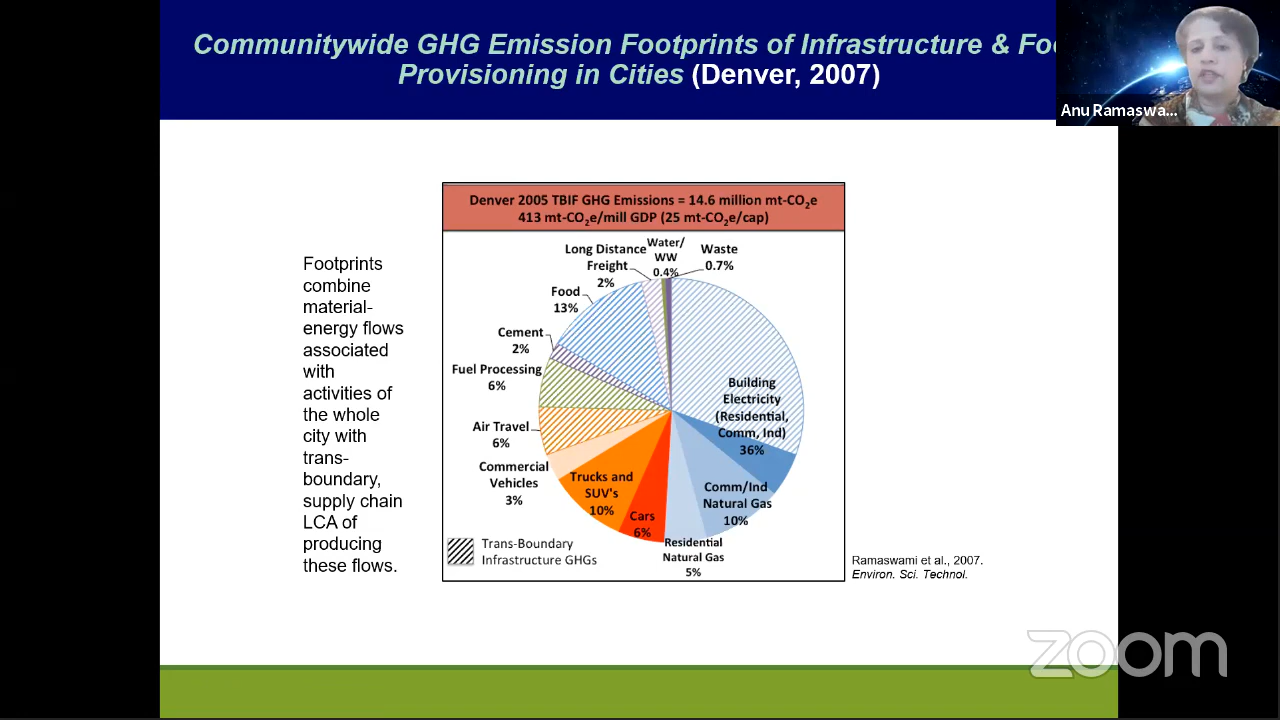 Communitywide GHG Emission Footprints of Infrastructure & Foo
Provisioning in Cities (Denver, 2007)
Anu Ramaswa...
Footprints
combine
material-
energy flows
associated
with
activities of
the whole
city with
trans-
boundary,
supply chain
LCA of
producing
these flows.
Denver 2005 TBIF GHG Emissions = 14.6 million mt-CO₂e
413 mt-CO₂e/mill GDP (25 mt-CO₂e/cap)
Long Distance
Freight
2%
Water/
WW
0.4%
Waste
0.7%
Food
13%
Cement
2%
Fuel Processing
6%
Air Travel
6%
Commercial
Vehicles
3%
Trucks and
SUV's
10%
Cars
6%
Residential
Natural Gas
5%
Comm/Ind
Natural Gas
10%
Building
Electricity
(Residential,
Comm, Ind)
36%
Trans-Boundary
Infrastructure GHGs
Ramaswami et al., 2007.
Environ. Sci. Technol.
zoom